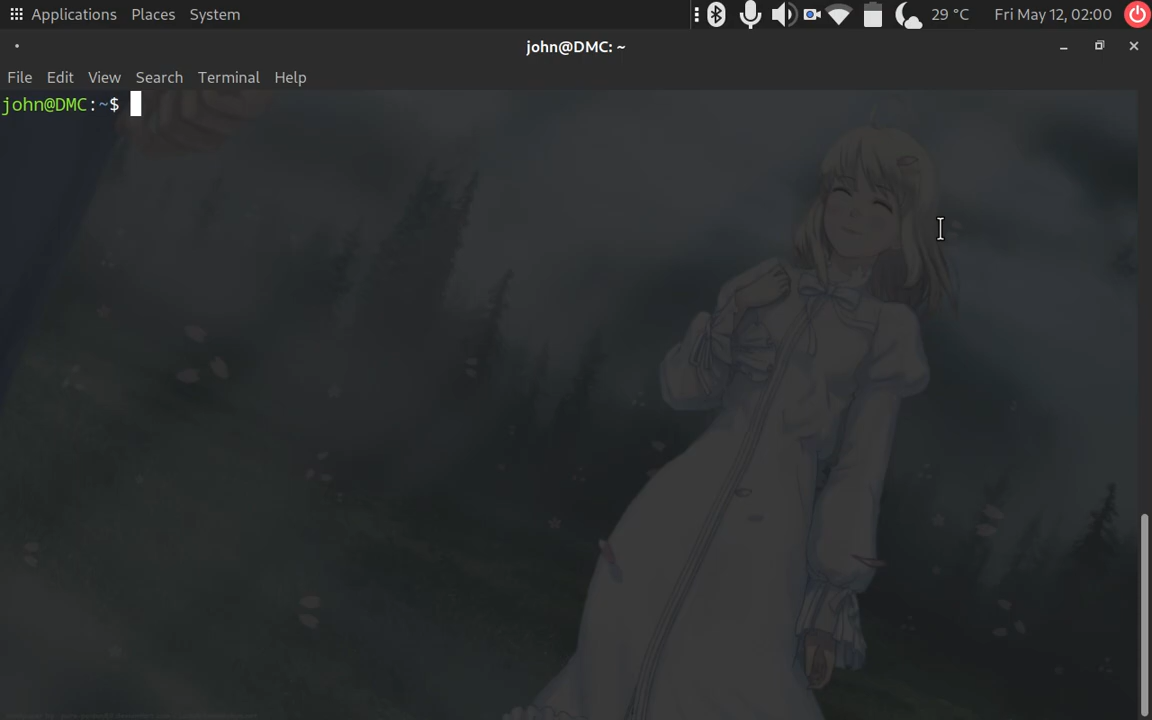 Applications Places System 29 °C Fri May 12, 02:00
john@DMC: ~
File Edit View Search Terminal Help
john@DMC:~$